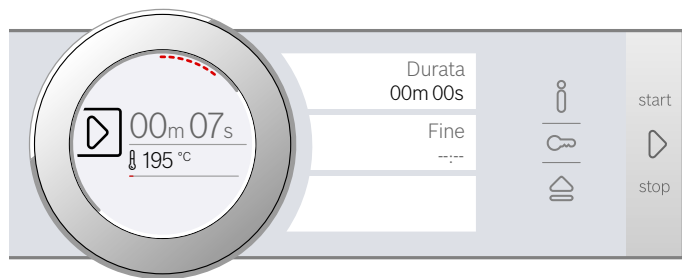 00m 07s
195 °C
Durata
00m 00s
Fine
--:--
start
stop